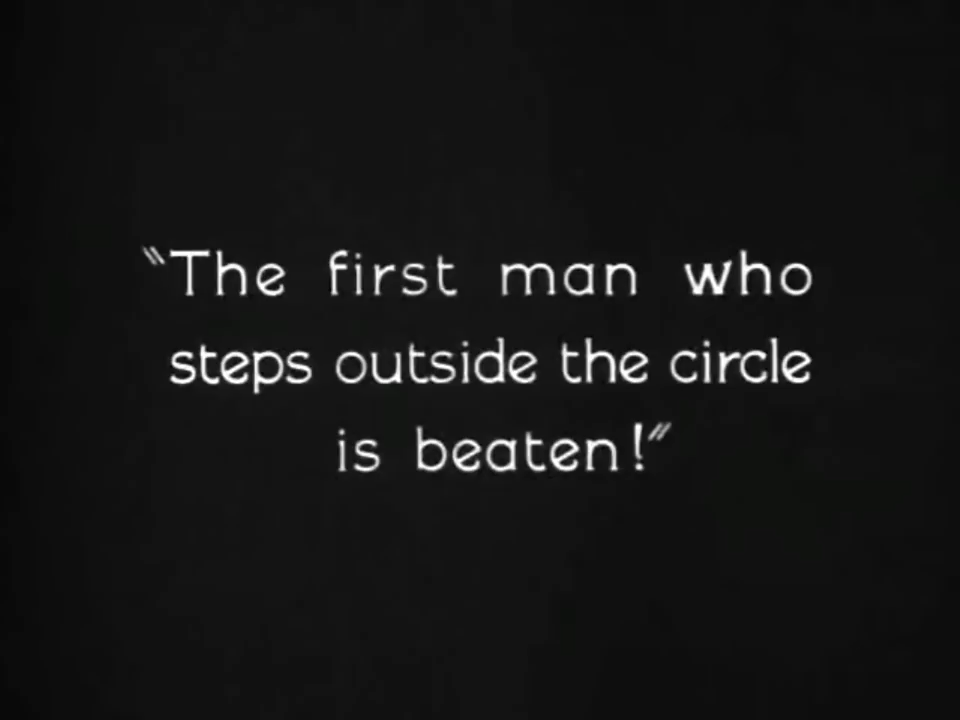 "The first man who
steps outside the circle
is beaten!"